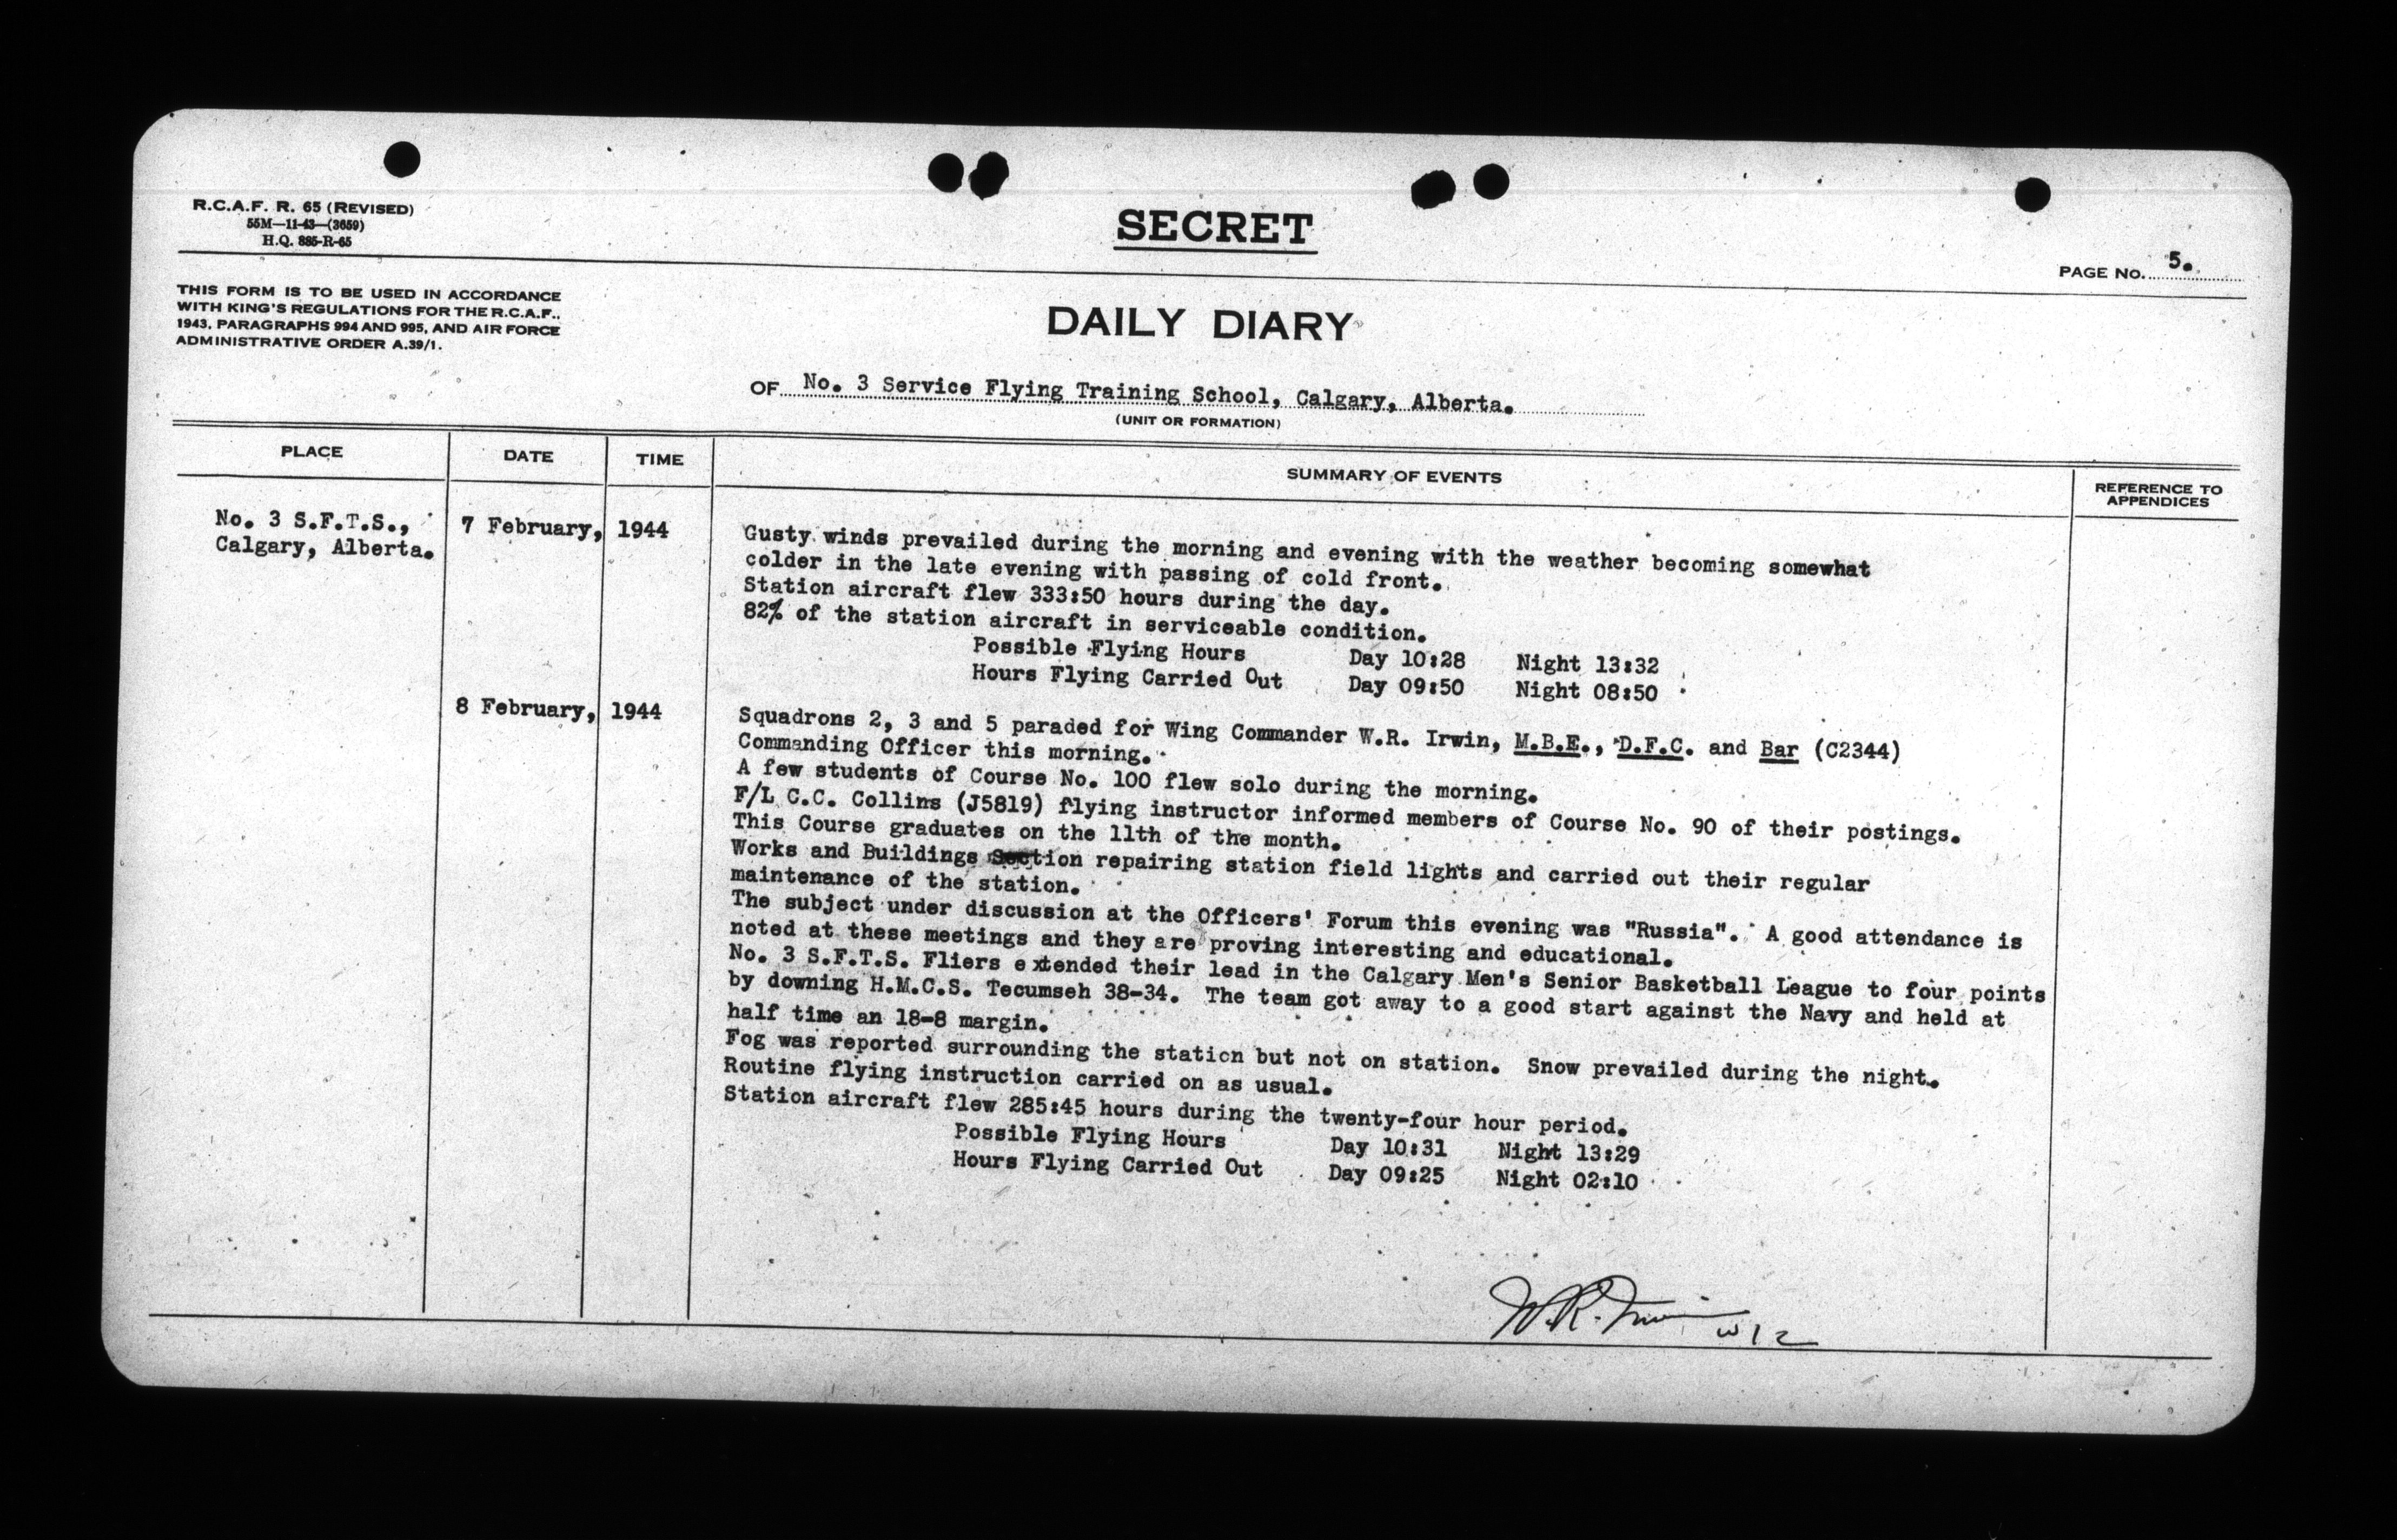 R.C.A.F. R. 65 (REVISED)
55M—11-43—(3659)
H.Q. 885-R-65
SECRET
PAGE No. 5.
THIS FORM IS TO BE USED IN ACCORDANCE
WITH KING'S REGULATIONS FOR THE R.C.A.F.,
1943, PARAGRAPHS 994 AND 995, AND AIR FORCE
ADMINISTRATIVE ORDER A.39/1.
DAILY DIARY
OF No. 3 Service Flying Training School, Calgary, Alberta.
(UNIT OR FORMATION)
PLACE DATE TIME SUMMARY OF EVENTS REFERENCE TO APPENDICES
No. 3 S.F.T.S., 7 February, 1944
Calgary, Alberta.
Gusty winds prevailed during the morning and evening with the weather becoming somewhat
colder in the late evening with passing of cold front.
Station aircraft flew 333:50 hours during the day.
82% of the station aircraft in serviceable condition.
Possible Flying Hours Day 10:28 Night 13:32
Hours Flying Carried Out Day 09:50 Night 08:50
8 February, 1944
Squadrons 2, 3 and 5 paraded for Wing Commander W.R. Irwin, M.B.E., D.F.C. and Bar (C2344)
Commanding Officer this morning.
A few students of Course No. 100 flew solo during the morning.
F/L C.C. Collins (J5819) flying instructor informed members of Course No. 90 of their postings.
This Course graduates on the 11th of the month.
Works and Buildings Section repairing station field lights and carried out their regular
maintenance of the station.
The subject under discussion at the Officers' Forum this evening was "Russia". A good attendance is
noted at these meetings and they are proving interesting and educational.
No. 3 S.F.T.S. Fliers extended their lead in the Calgary Men's Senior Basketball League to four points
by downing H.M.C.S. Tecumseh 38-34. The team got away to a good start against the Navy and held at
half time an 18-8 margin.
Fog was reported surrounding the station but not on station. Snow prevailed during the night.
Routine flying instruction carried on as usual.
Station aircraft flew 285:45 hours during the twenty-four hour period.
Possible Flying Hours Day 10:31 Night 13:29
Hours Flying Carried Out Day 09:25 Night 02:10
W.R. Irwin W/C